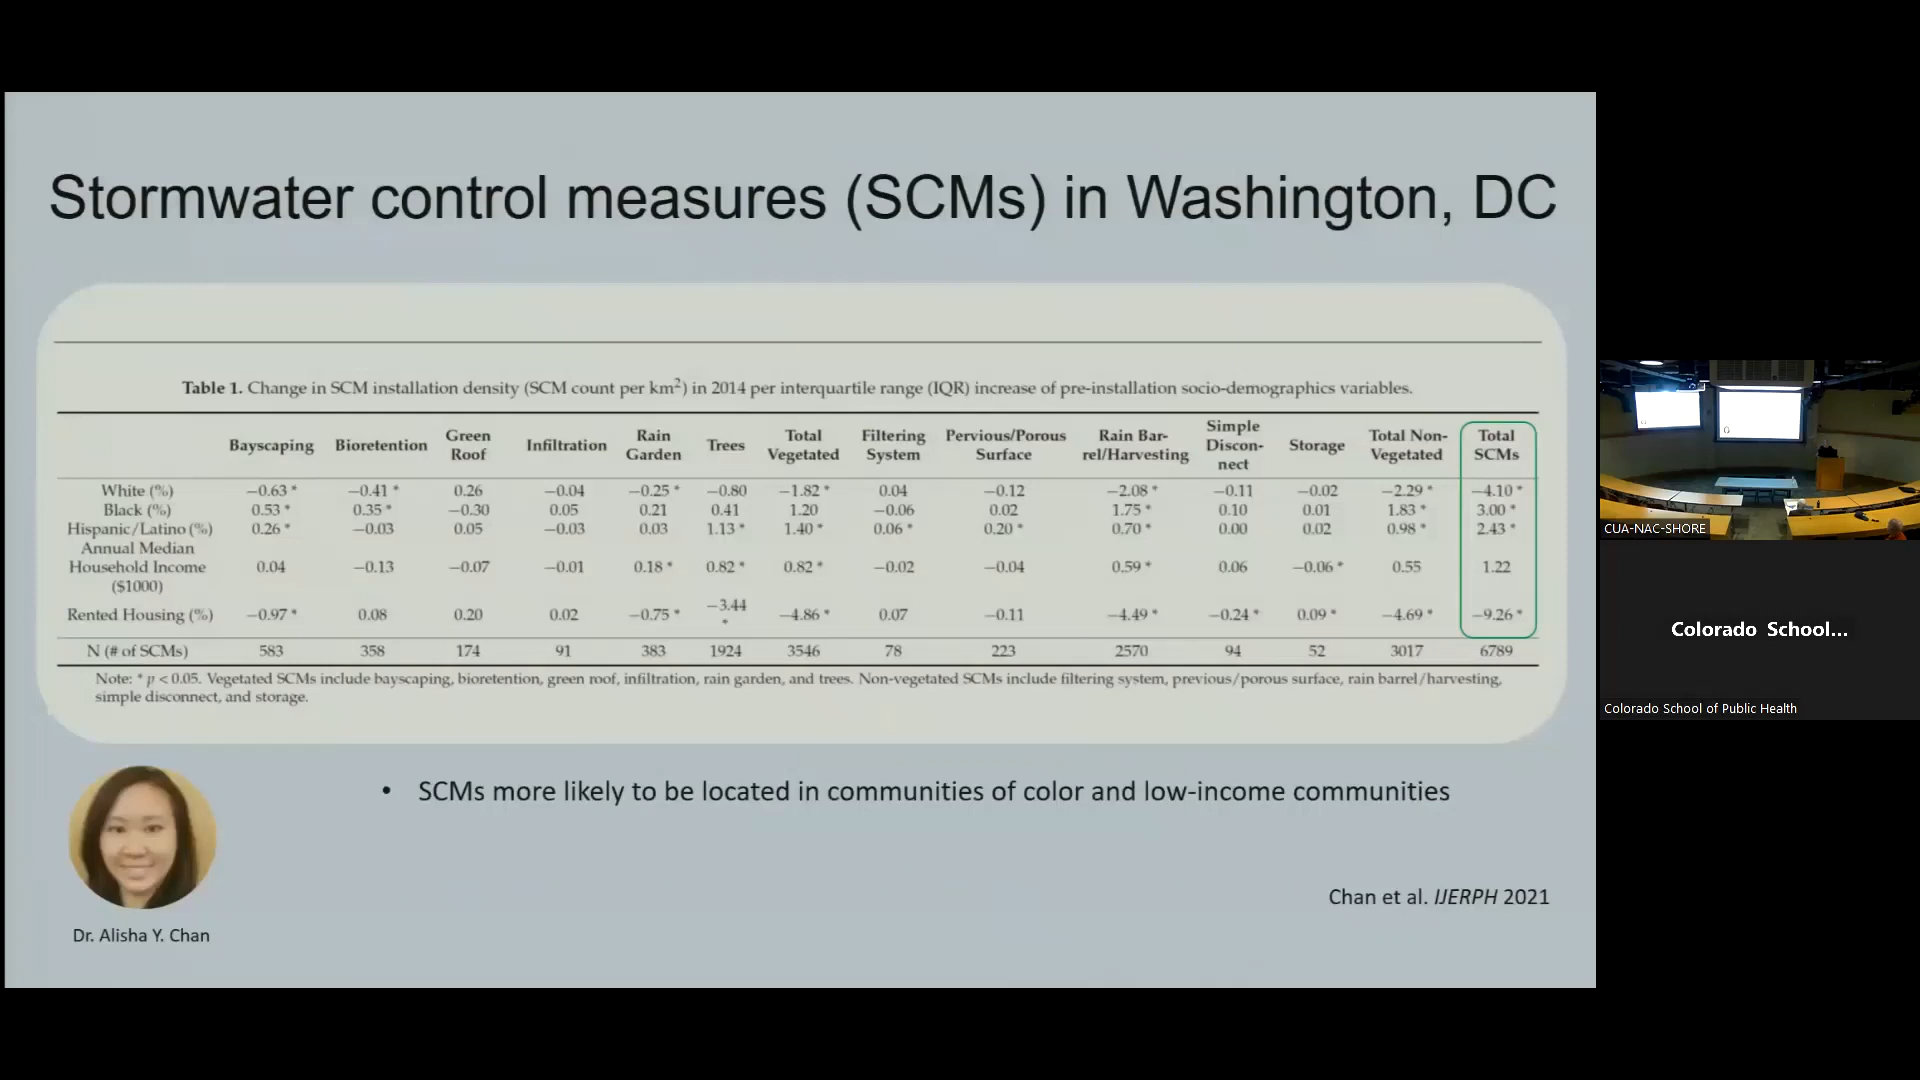 Stormwater control measures (SCMs) in Washington, DC
Table 1. Change in SCM installation density (SCM count per km2) in 2014 per interquartile range (IQR) increase of pre-installation socio-demographics variables.
Bayscaping Bioretention Green Roof Infiltration Rain Garden Trees Total Vegetated Filtering System Pervious/Porous Surface Rain Bar-rel/Harvesting Simple Discon-nect Storage Total Non-Vegetated Total SCMs
White (%) −0.63 * −0.41 * 0.26 −0.04 −0.25 * −0.80 −1.82 * 0.04 −0.12 −2.08 * −0.11 −0.02 −2.29 * −4.10 *
Black (%) 0.53 * 0.35 * −0.30 0.05 0.21 0.41 1.20 −0.06 0.02 1.75 * 0.10 0.01 1.83 * 3.00 *
Hispanic/Latino (%) 0.26 * −0.03 0.05 −0.03 0.03 1.13 * 1.40 * 0.06 * 0.20 * 0.70 * 0.00 0.02 0.98 * 2.43 *
Annual Median
Household Income 0.04 −0.13 −0.07 −0.01 0.18 * 0.82 * 0.82 * −0.02 −0.04 0.59 * 0.06 −0.06 * 0.55 1.22
($1000)
Rented Housing (%) −0.97 * 0.08 0.20 0.02 −0.75 * −3.44 * −4.86 * 0.07 −0.11 −4.49 * −0.24 * 0.09 * −4.69 * −9.26 *
N (# of SCMs) 583 358 174 91 383 1924 3546 78 223 2570 94 52 3017 6789
Note: * p < 0.05. Vegetated SCMs include bayscaping, bioretention, green roof, infiltration, rain garden, and trees. Non-vegetated SCMs include filtering system, previous/porous surface, rain barrel/harvesting,
simple disconnect, and storage.
• SCMs more likely to be located in communities of color and low-income communities
Chan et al. IJERPH 2021
Dr. Alisha Y. Chan
CUA-NAC-SHORE
Colorado School...
Colorado School of Public Health